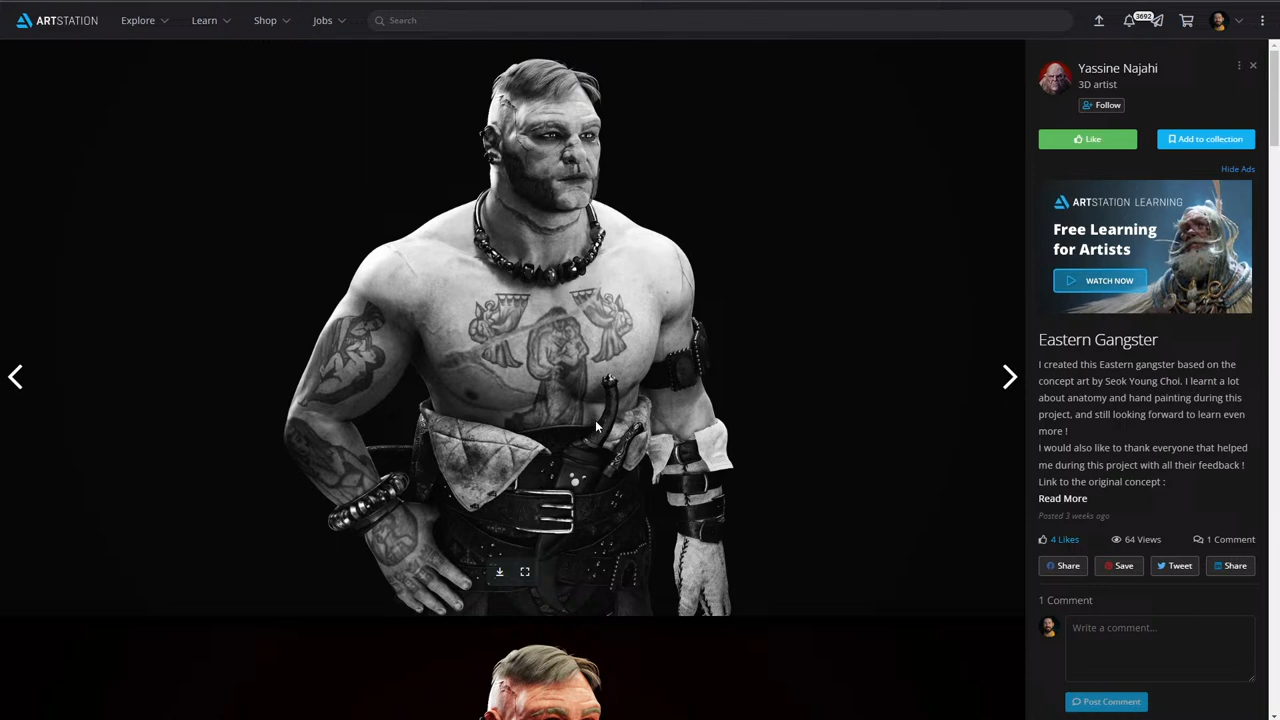 ARTSTATION Explore Learn Shop Jobs Search 3692
Yassine Najahi
3D artist
Follow
Like Add to collection
Hide Ads
ARTSTATION LEARNING
Free Learning
for Artists
WATCH NOW
Eastern Gangster
I created this Eastern gangster based on the
concept art by Seok Young Choi. I learnt a lot
about anatomy and hand painting during this
project, and still looking forward to learn even
more !
I would also like to thank everyone that helped
me during this project with all their feedback !
Link to the original concept :
Read More
Posted 3 weeks ago
4 Likes 64 Views 1 Comment
Share Save Tweet Share
1 Comment
Write a comment...
Post Comment